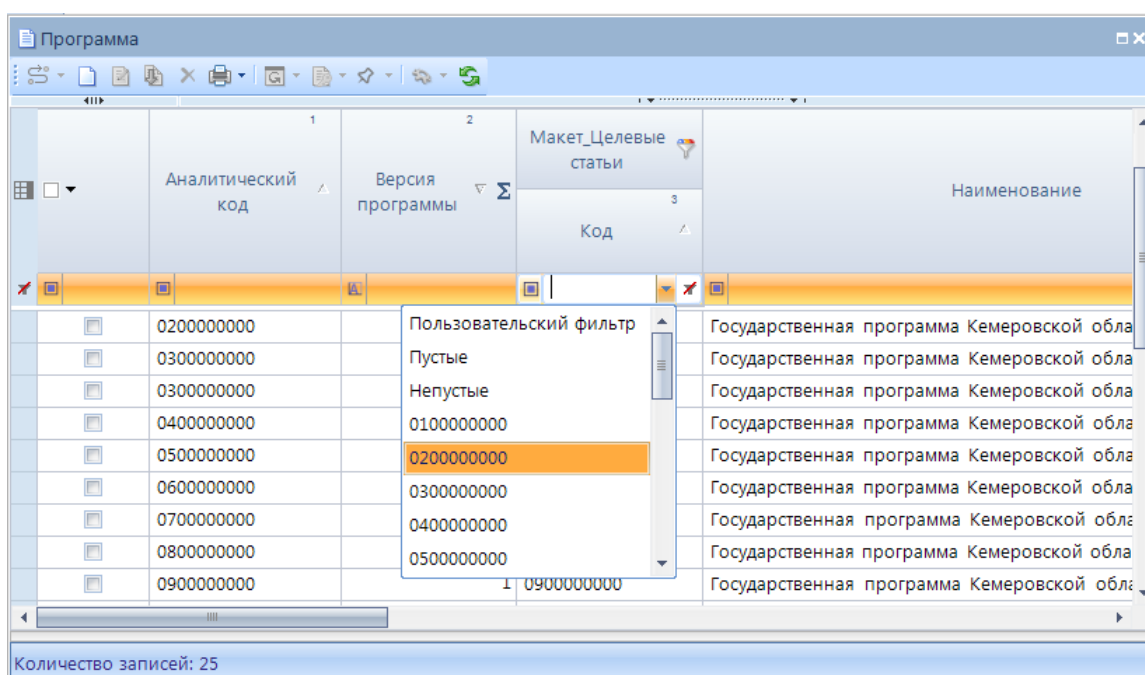 Программа
1
2
Макет_Целевые
статьи
Аналитический
код
Версия
программы
Σ
3
Код
Наименование
A
0200000000
Государственная программа Кемеровской обла
0300000000
Государственная программа Кемеровской обла
0300000000
Государственная программа Кемеровской обла
0400000000
Государственная программа Кемеровской обла
0500000000
Государственная программа Кемеровской обла
0600000000
Государственная программа Кемеровской обла
0700000000
Государственная программа Кемеровской обла
0800000000
Государственная программа Кемеровской обла
0900000000
1 0900000000
Государственная программа Кемеровской обла
Пользовательский фильтр
Пустые
Непустые
0100000000
0200000000
0300000000
0400000000
0500000000
Количество записей: 25